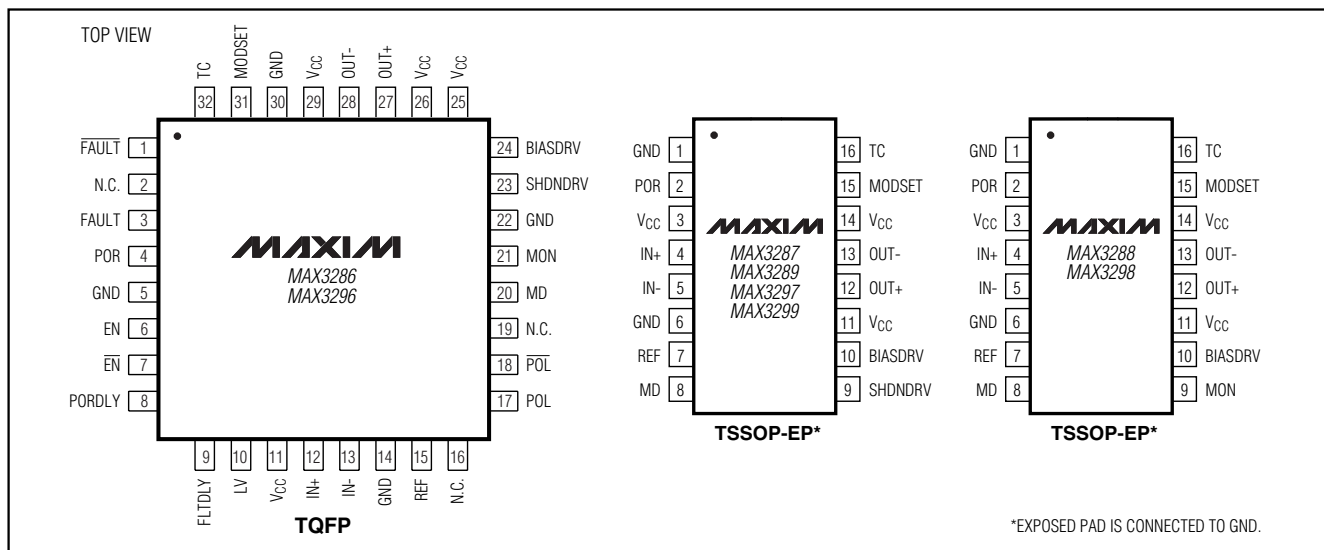 TOP VIEW
TC
MODSET
GND
VCC
OUT-
OUT+
VCC
VCC
32 31 30 29 28 27 26 25
FAULT 1
N.C. 2
FAULT 3
POR 4
GND 5
EN 6
EN 7
PORDLY 8
MAXIM
MAX3286
MAX3296
24 BIASDRV
23 SHDNDRV
22 GND
21 MON
20 MD
19 N.C.
18 POL
17 POL
9 10 11 12 13 14 15 16
FLTDLY
LV
VCC
IN+
IN-
GND
REF
N.C.
TQFP
GND 1
POR 2
VCC 3
IN+ 4
IN- 5
GND 6
REF 7
MD 8
MAXIM
MAX3287
MAX3289
MAX3297
MAX3299
16 TC
15 MODSET
14 VCC
13 OUT-
12 OUT+
11 VCC
10 BIASDRV
9 SHDNDRV
TSSOP-EP*
GND 1
POR 2
VCC 3
IN+ 4
IN- 5
GND 6
REF 7
MD 8
MAXIM
MAX3288
MAX3298
16 TC
15 MODSET
14 VCC
13 OUT-
12 OUT+
11 VCC
10 BIASDRV
9 MON
TSSOP-EP*
*EXPOSED PAD IS CONNECTED TO GND.